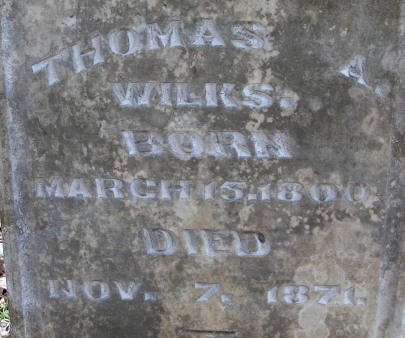 THOMAS A.
WILKS.
BORN
MARCH 15, 1800.
DIED
NOV. 7, 1871.